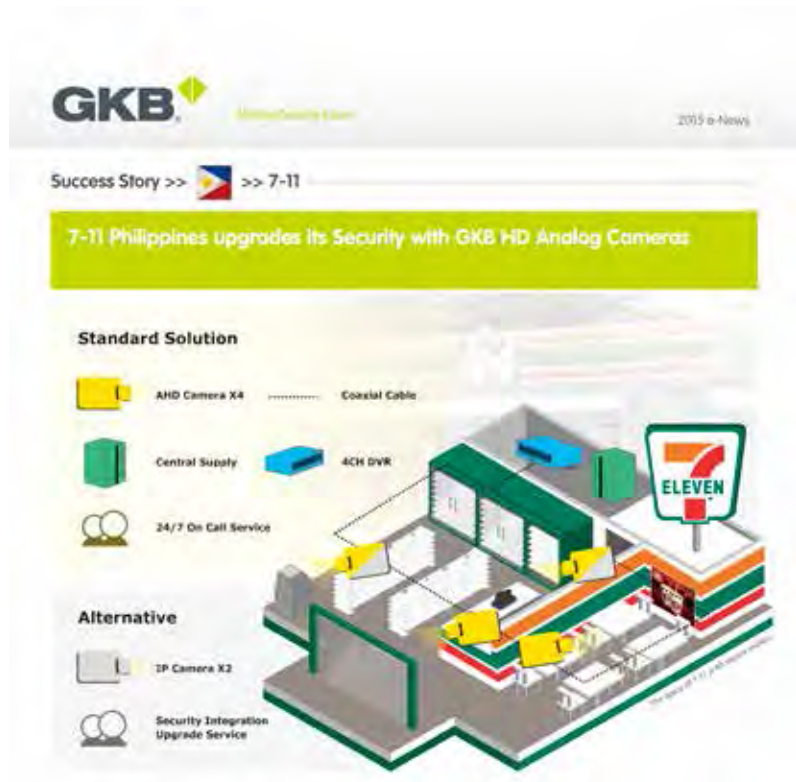 GKB
2015 e-News
Success Story >> >> 7-11
7-11 Philippines upgrades its Security with GKB HD Analog Cameras
Standard Solution
AHD Camera X4
Coaxial Cable
Central Supply
4CH DVR
24/7 On Call Service
7
ELEVEN
Alternative
IP Camera X2
Security Integration
Upgrade Service